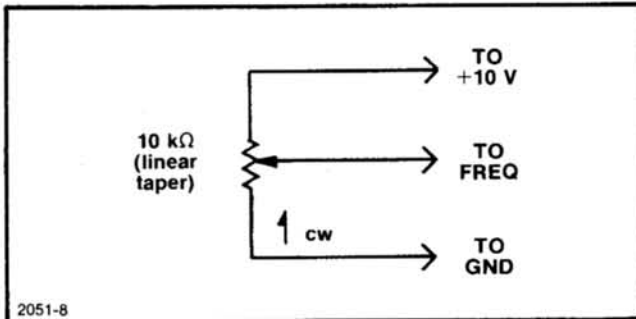 TO
+10 V
10 kΩ
(linear
taper)
TO
FREQ
cw
TO
GND
2051-8